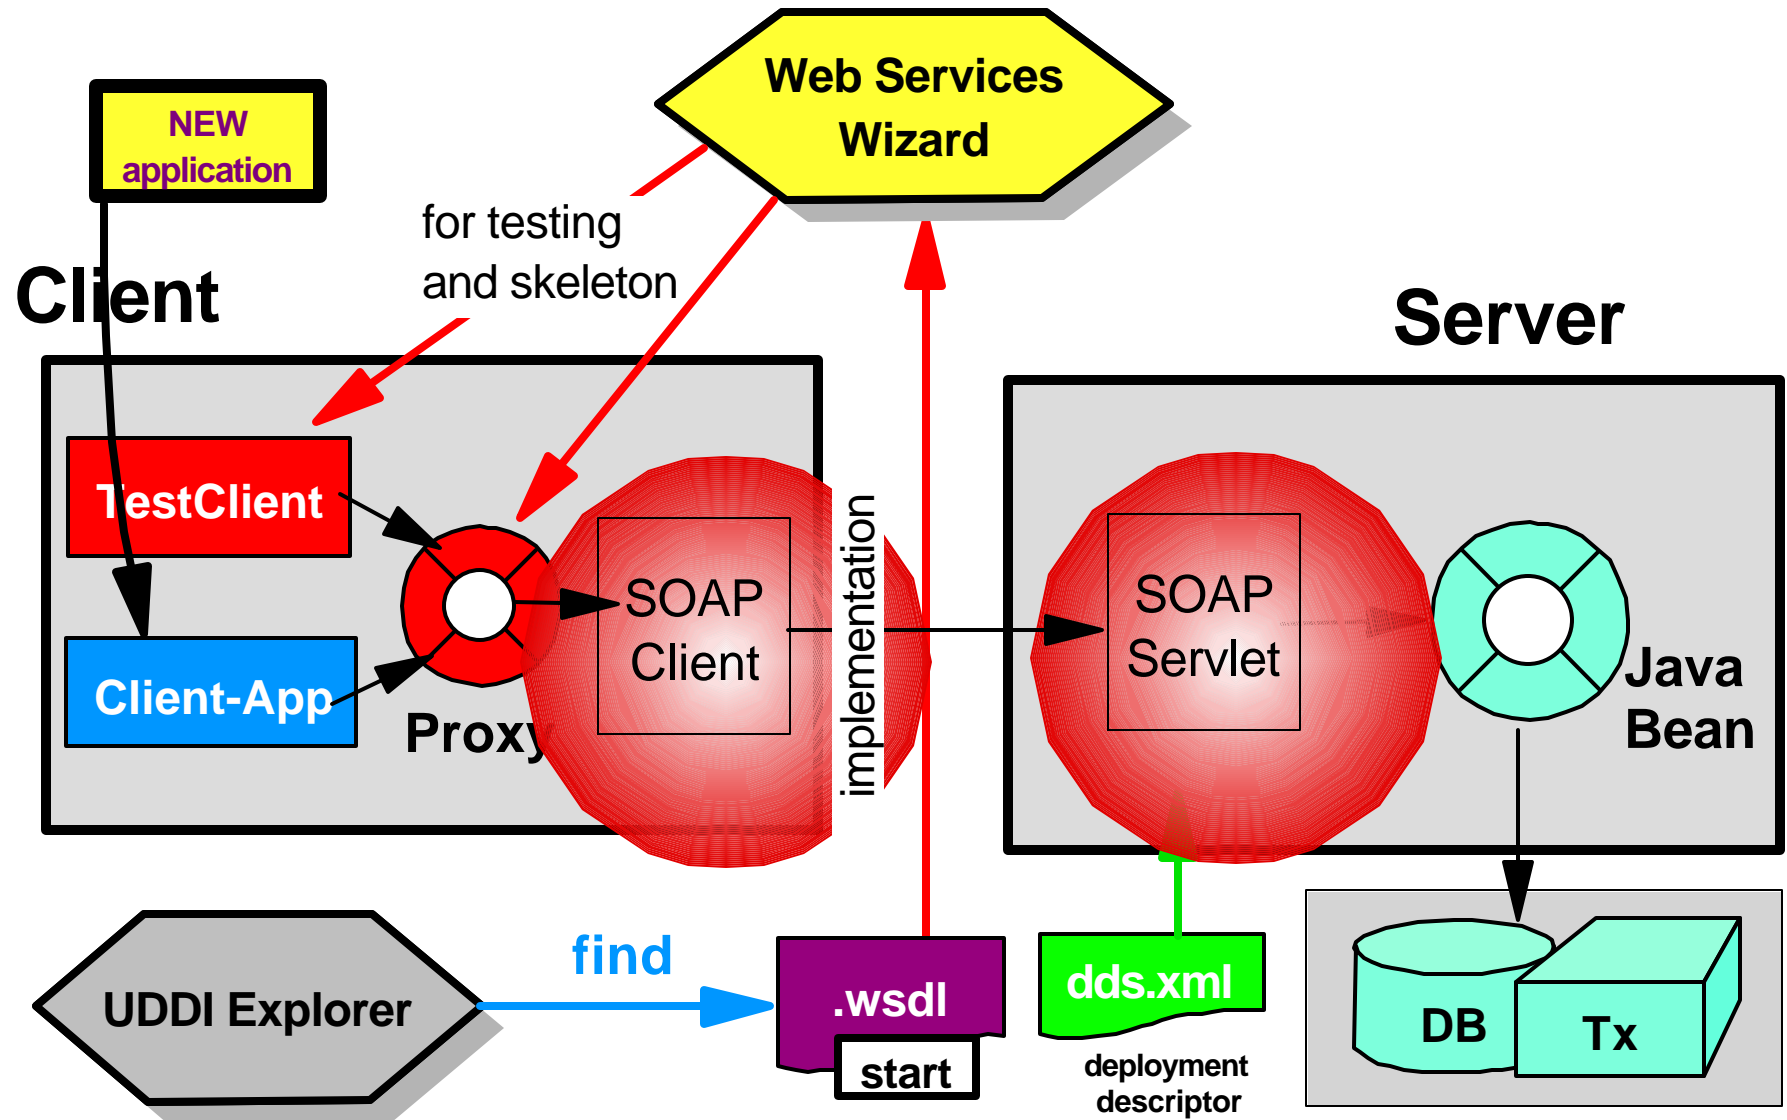 Web Services
Wizard
NEW
application
for testing
and skeleton
Client
Server
TestClient
Client-App
Proxy
SOAP
Client
implementation
SOAP
Servlet
Java
Bean
UDDI Explorer
find
.wsdl
start
dds.xml
deployment
descriptor
DB
Tx